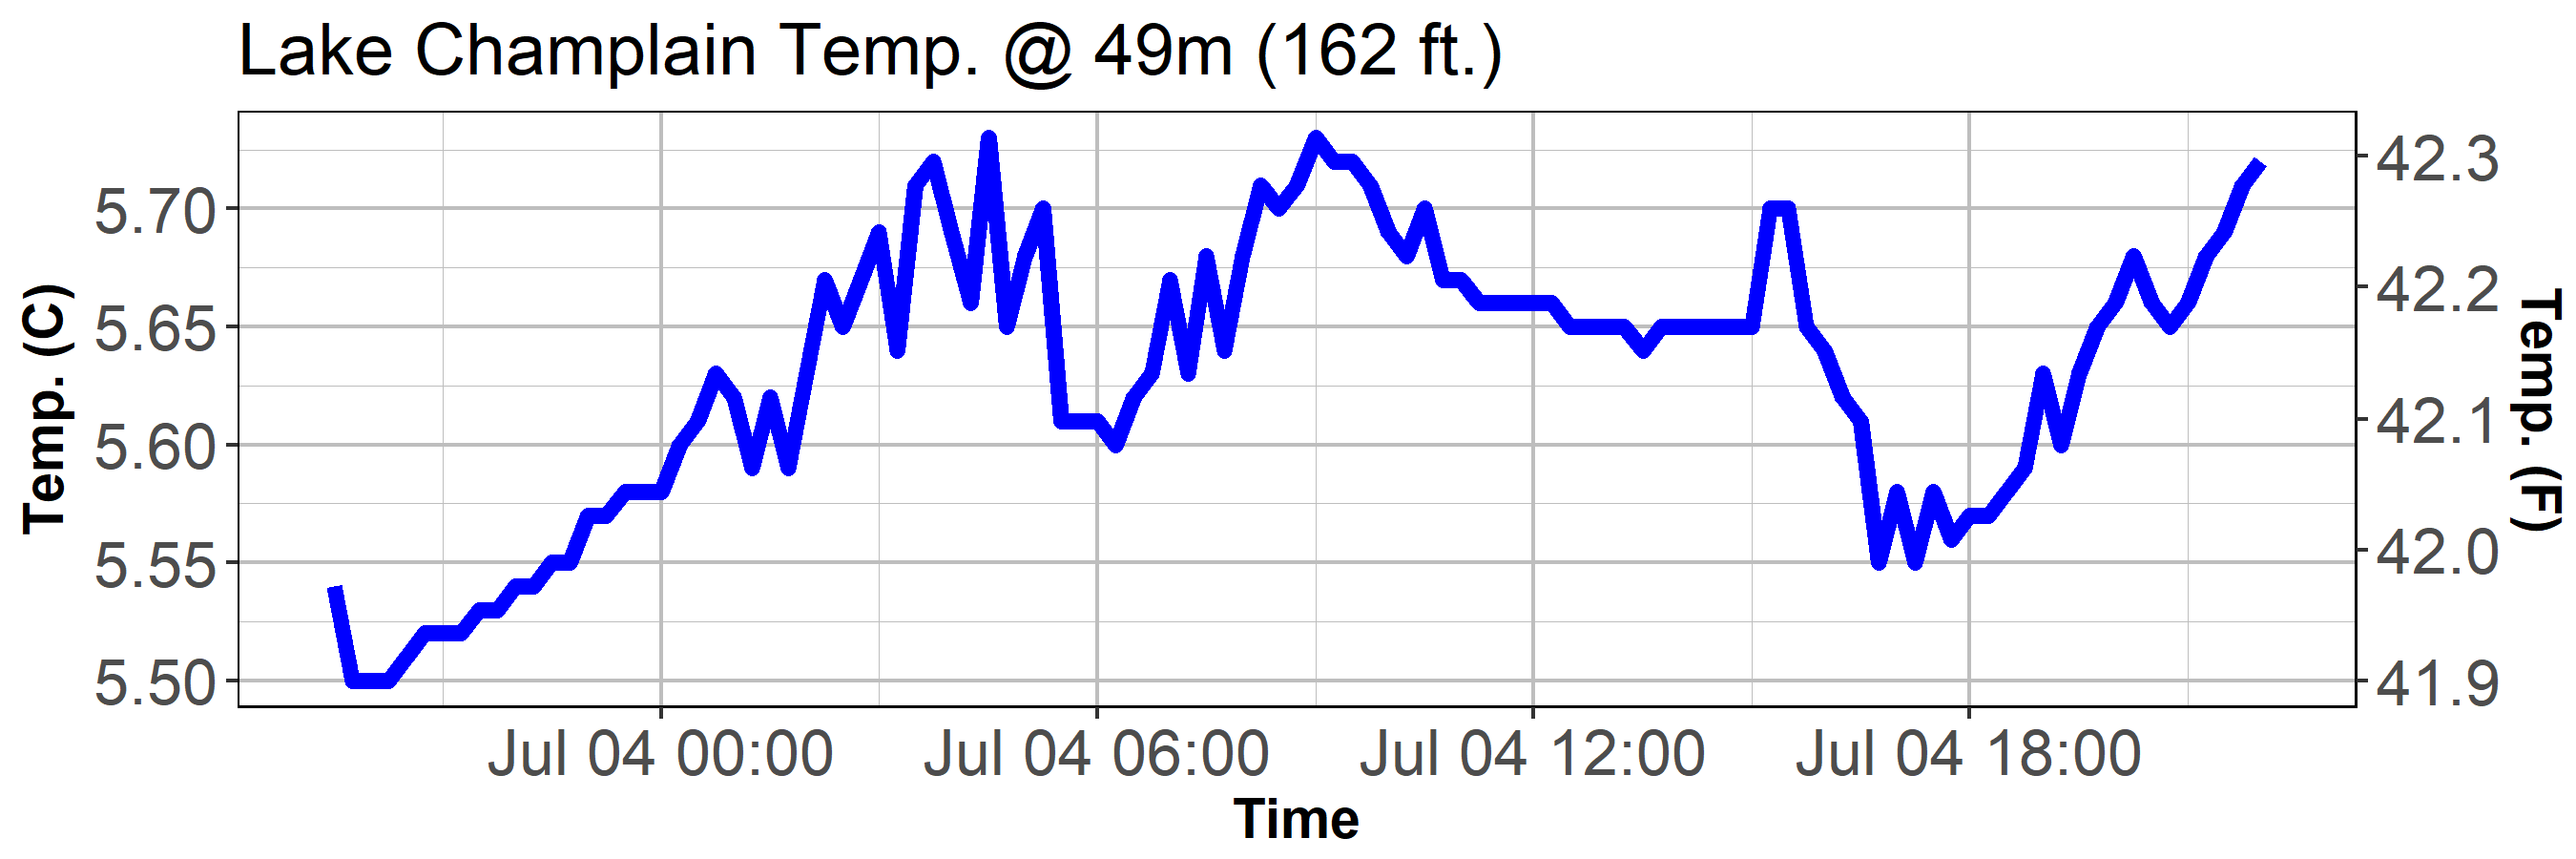 Lake Champlain Temp. @ 49m (162 ft.)
Temp. (C)
5.70
5.65
5.60
5.55
5.50
42.3
42.2
42.1
42.0
41.9
Temp. (F)
Jul 04 00:00 Jul 04 06:00 Jul 04 12:00 Jul 04 18:00
Time